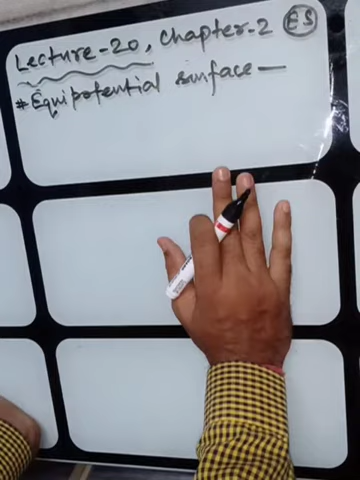 Lecture-20, Chapter-2 ES
* Equipotential surface —